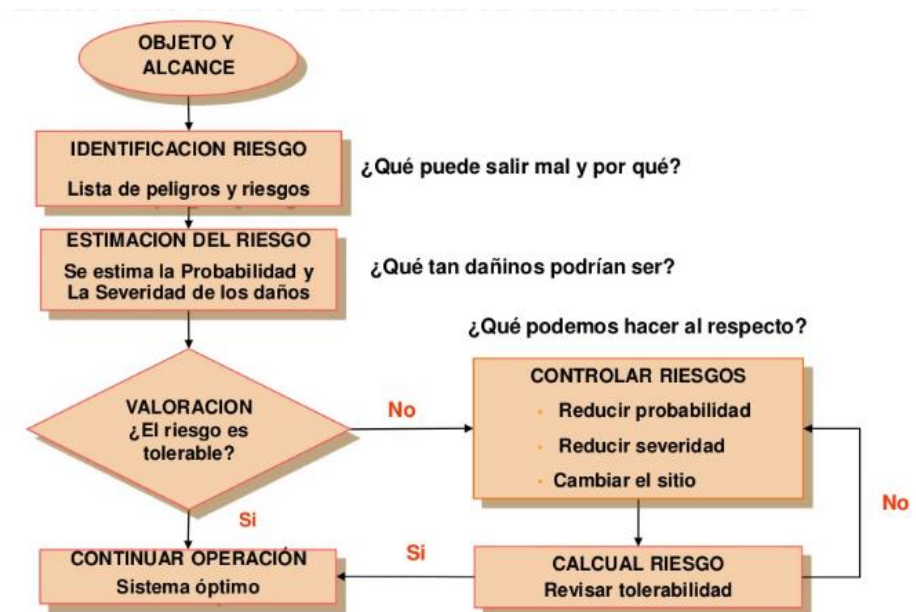 OBJETO Y
ALCANCE
IDENTIFICACION RIESGO
Lista de peligros y riesgos
¿Qué puede salir mal y por qué?
ESTIMACION DEL RIESGO
Se estima la Probabilidad y
La Severidad de los daños
¿Qué tan dañinos podrían ser?
¿Qué podemos hacer al respecto?
VALORACION
¿El riesgo es
tolerable?
No
CONTROLAR RIESGOS
· Reducir probabilidad
· Reducir severidad
· Cambiar el sitio
No
Si
CONTINUAR OPERACIÓN
Sistema óptimo
Si
CALCUAL RIESGO
Revisar tolerabilidad